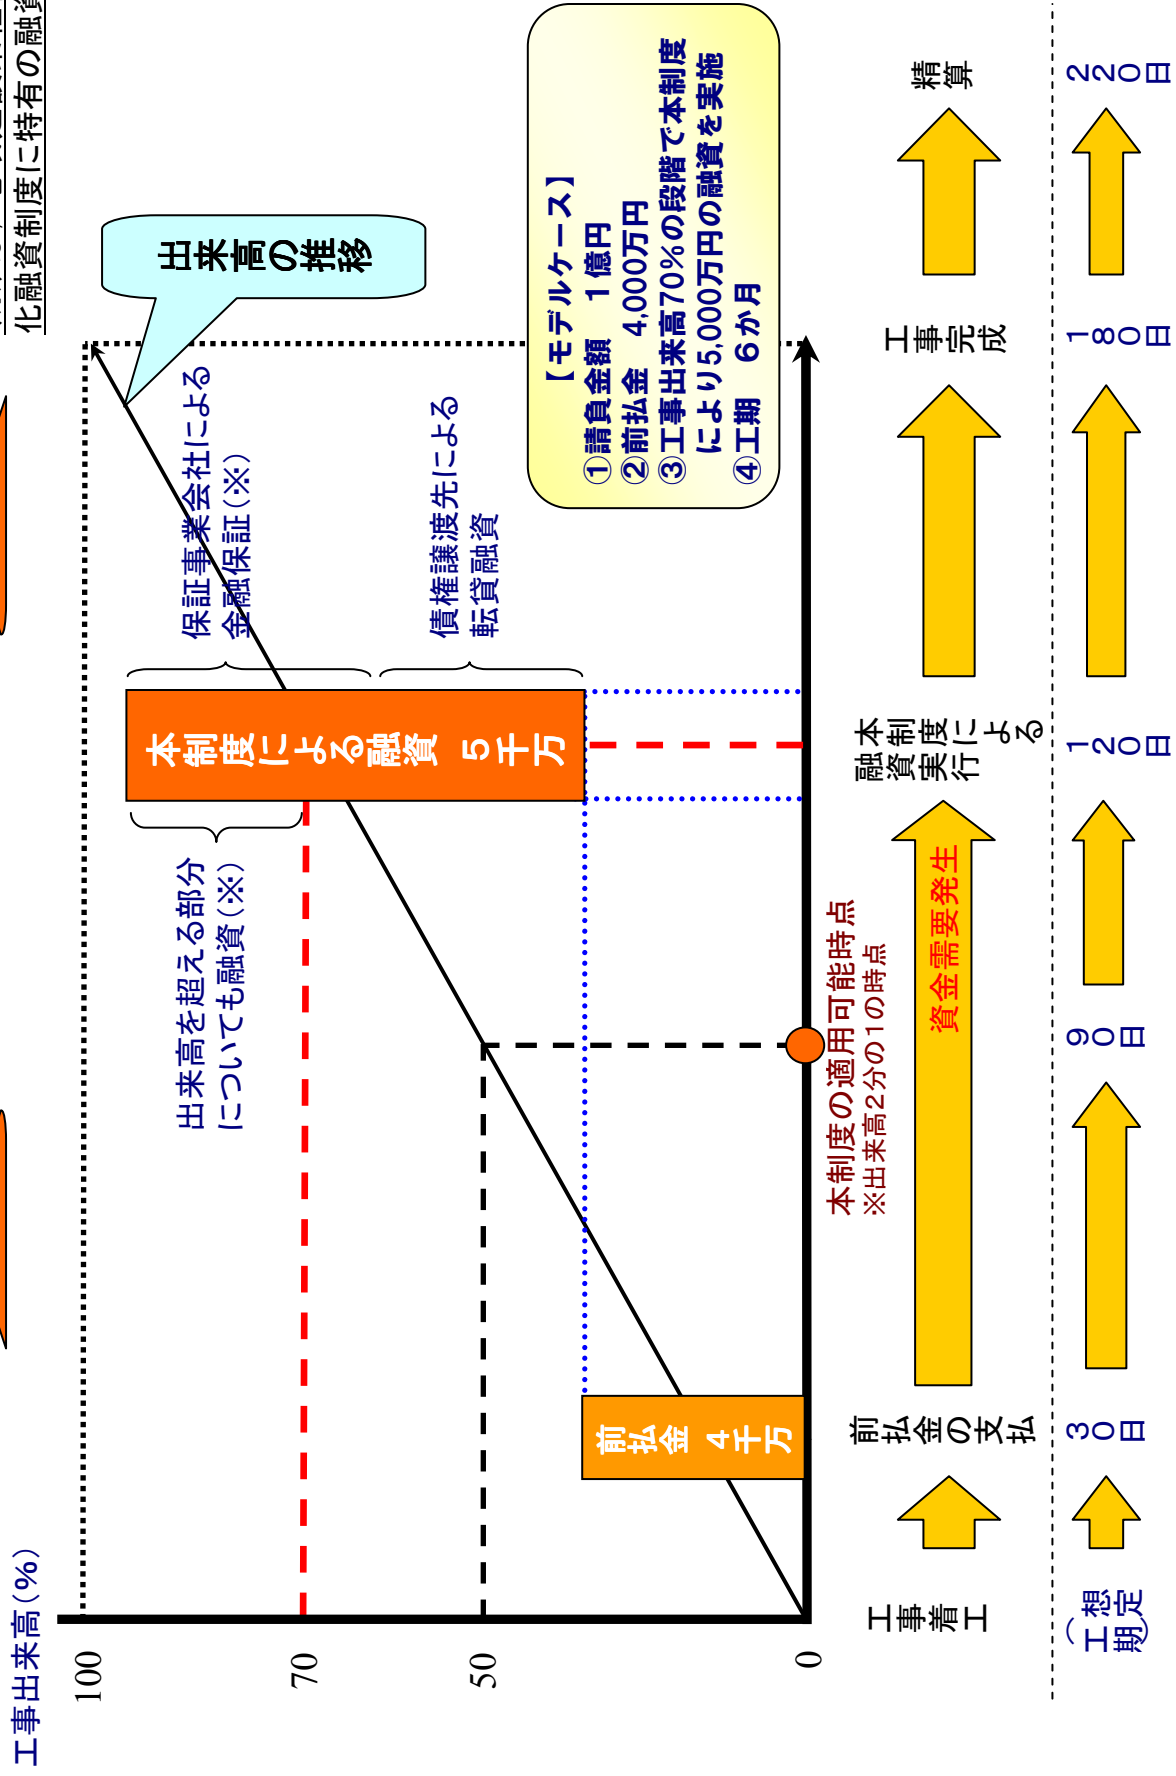 化融資制度に特有の融資
工事出来高(%)
100
70
50
0
出来高の推移
保証事業会社による
金融保証(※)
債権譲渡先による
転貸融資
出来高を超える部分
についても融資(※)
本制度による融資 5千万
前払金 4千万
【モデルケース】
①請負金額 1億円
②前払金 4,000万円
③工事出来高70%の段階で本制度
により5,000万円の融資を実施
④工期 6か月
本制度の適用可能時点
※出来高2分の1の時点
資金需要発生
工事着工
前払金の支払
本制度による
融資実行
工事完成
精算
(想定
工期)
30日
90日
120日
180日
220日